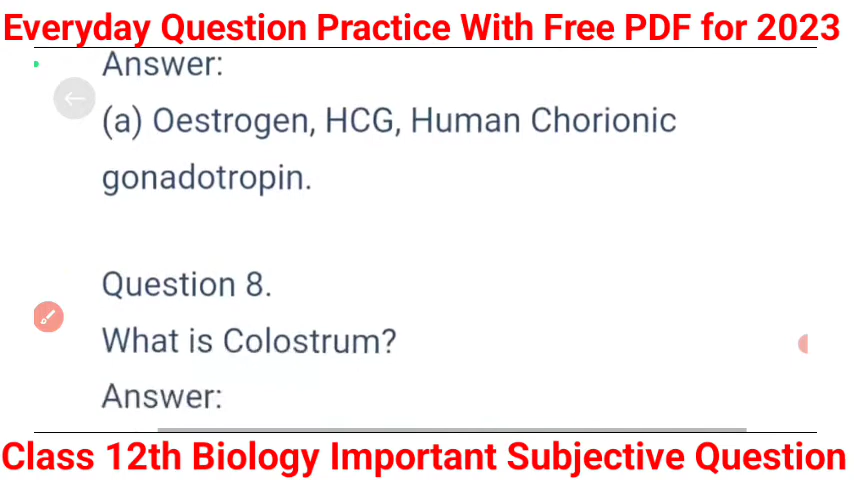 Everyday Question Practice With Free PDF for 2023
Answer:
(a) Oestrogen, HCG, Human Chorionic
gonadotropin.
Question 8.
What is Colostrum?
Answer:
Class 12th Biology Important Subjective Question